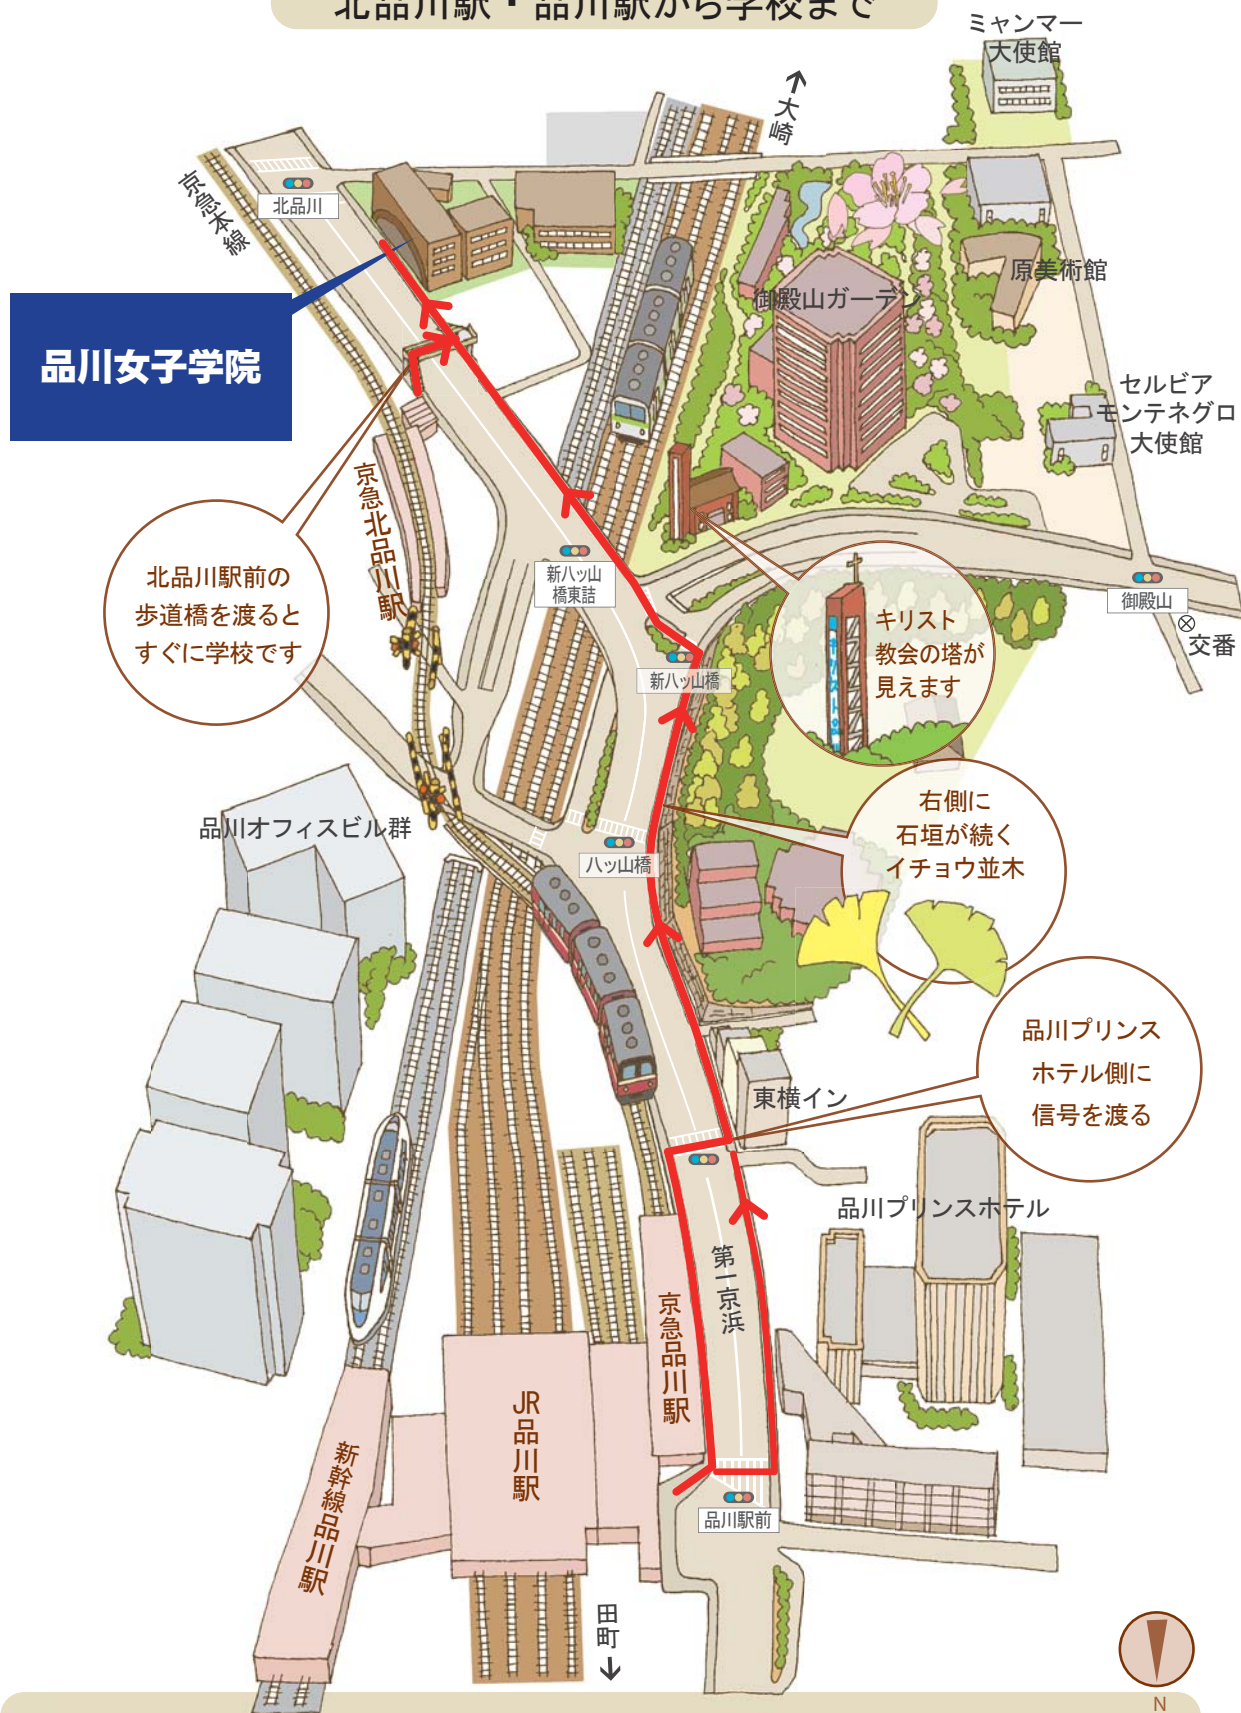 北品川駅・品川駅から学校まで
ミャンマー
大使館
↑大崎
京急本線
北品川
原美術館
御殿山ガーデン
品川女子学院
セルビア
モンテネグロ
大使館
京急北品川駅
北品川駅前の
歩道橋を渡ると
すぐに学校です
新八ッ山
橋東詰
御殿山
交番
キリスト
教会の塔が
見えます
新八ッ山橋
右側に
石垣が続く
イチョウ並木
品川オフィスビル群
八ッ山橋
品川プリンス
ホテル側に
信号を渡る
東横イン
品川プリンスホテル
第一京浜
京急品川駅
JR品川駅
新幹線品川駅
品川駅前
田町↓
N